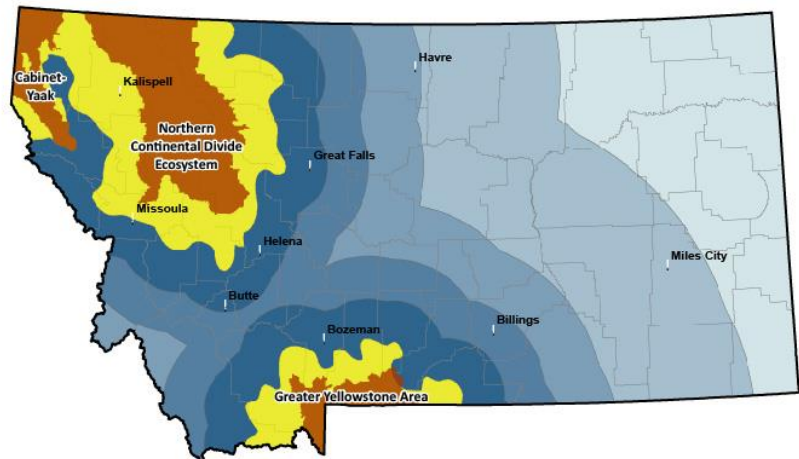 Havre
Kalispell
Cabinet-
Yaak
Northern
Continental Divide
Ecosystem
Great Falls
Missoula
Helena
Miles City
Butte
Billings
Bozeman
Greater Yellowstone Area